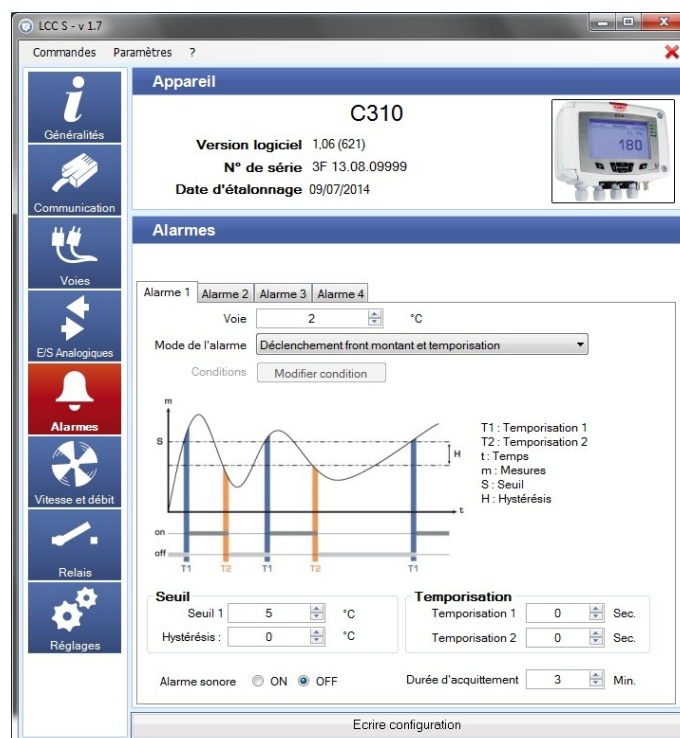 LCC S - v 1.7
Commandes Paramètres ?
Généralités
Communication
Voies
E/S Analogiques
Alarmes
Vitesse et débit
Relais
Réglages
Appareil
C310
Version logiciel 1,06 (621)
N° de série 3F 13.08.09999
Date d'étalonnage 09/07/2014
180
Alarmes
Alarme 1 Alarme 2 Alarme 3 Alarme 4
Voie 2 °C
Mode de l'alarme Déclenchement front montant et temporisation
Conditions Modifier condition
m
S
H
t
on
off
T1 T2 T1 T2 T1
T1 : Temporisation 1
T2 : Temporisation 2
t : Temps
m : Mesures
S : Seuil
H : Hystérésis
Seuil
Seuil 1 5 °C
Hystérésis : 0 °C
Temporisation
Temporisation 1 0 Sec.
Temporisation 2 0 Sec.
Alarme sonore ON OFF
Durée d'acquittement 3 Min.
Ecrire configuration